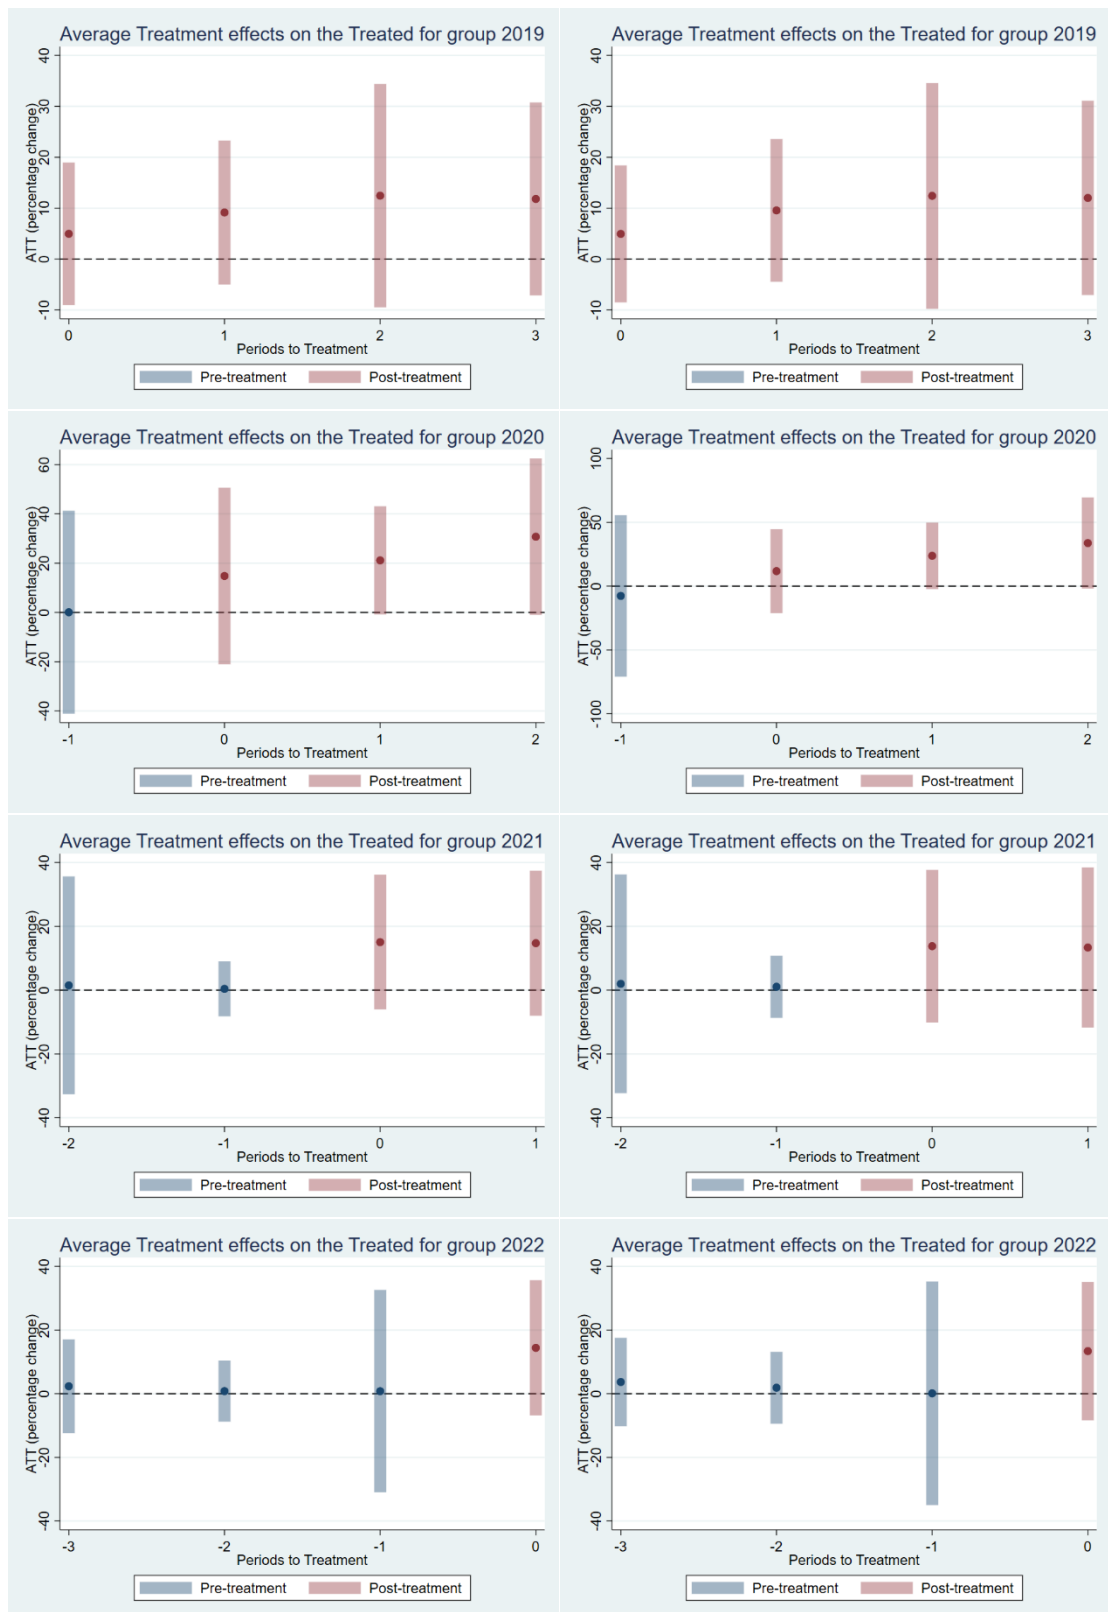 Average Treatment effects on the Treated for group 2019
ATT (percentage change)
40
30
20
10
0
-10
0 1 2 3
Periods to Treatment
Pre-treatment Post-treatment
Average Treatment effects on the Treated for group 2019
ATT (percentage change)
40
30
20
10
0
-10
0 1 2 3
Periods to Treatment
Pre-treatment Post-treatment
Average Treatment effects on the Treated for group 2020
ATT (percentage change)
60
40
20
0
-20
-40
-1 0 1 2
Periods to Treatment
Pre-treatment Post-treatment
Average Treatment effects on the Treated for group 2020
ATT (percentage change)
100
50
0
-50
-100
-1 0 1 2
Periods to Treatment
Pre-treatment Post-treatment
Average Treatment effects on the Treated for group 2021
ATT (percentage change)
40
20
0
-20
-40
-2 -1 0 1
Periods to Treatment
Pre-treatment Post-treatment
Average Treatment effects on the Treated for group 2021
ATT (percentage change)
40
20
0
-20
-40
-2 -1 0 1
Periods to Treatment
Pre-treatment Post-treatment
Average Treatment effects on the Treated for group 2022
ATT (percentage change)
40
20
0
-20
-40
-3 -2 -1 0
Periods to Treatment
Pre-treatment Post-treatment
Average Treatment effects on the Treated for group 2022
ATT (percentage change)
40
20
0
-20
-40
-3 -2 -1 0
Periods to Treatment
Pre-treatment Post-treatment